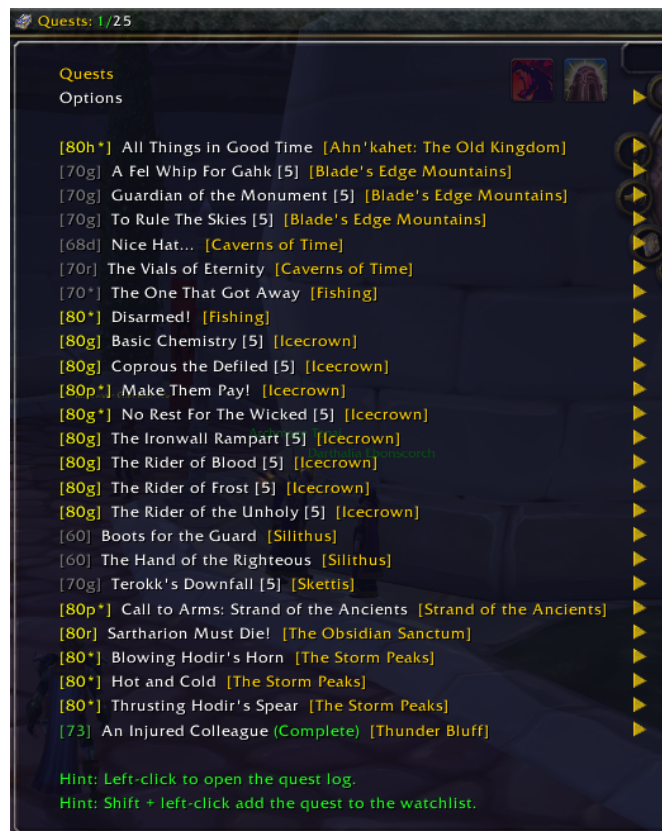 Quests: 1/25
Quests
Options
[80h*] All Things in Good Time [Ahn'kahet: The Old Kingdom]
[70g] A Fel Whip For Gahk [5] [Blade's Edge Mountains]
[70g] Guardian of the Monument [5] [Blade's Edge Mountains]
[70g] To Rule The Skies [5] [Blade's Edge Mountains]
[68d] Nice Hat... [Caverns of Time]
[70r] The Vials of Eternity [Caverns of Time]
[70*] The One That Got Away [Fishing]
[80*] Disarmed! [Fishing]
[80g] Basic Chemistry [5] [Icecrown]
[80g] Coprous the Defiled [5] [Icecrown]
[80p*] Make Them Pay! [Icecrown]
[80g*] No Rest For The Wicked [5] [Icecrown]
[80g] The Ironwall Rampart [5] [Icecrown]
[80g] The Rider of Blood [5] [Icecrown]
Darthalia Ebonscorch
[80g] The Rider of Frost [5] [Icecrown]
[80g] The Rider of the Unholy [5] [Icecrown]
[60] Boots for the Guard [Silithus]
[60] The Hand of the Righteous [Silithus]
[70g] Terokk's Downfall [5] [Skettis]
[80p*] Call to Arms: Strand of the Ancients [Strand of the Ancients]
[80r] Sartharion Must Die! [The Obsidian Sanctum]
[80*] Blowing Hodir's Horn [The Storm Peaks]
[80*] Hot and Cold [The Storm Peaks]
[80*] Thrusting Hodir's Spear [The Storm Peaks]
[73] An Injured Colleague (Complete) [Thunder Bluff]
Hint: Left-click to open the quest log.
Hint: Shift + left-click add the quest to the watchlist.